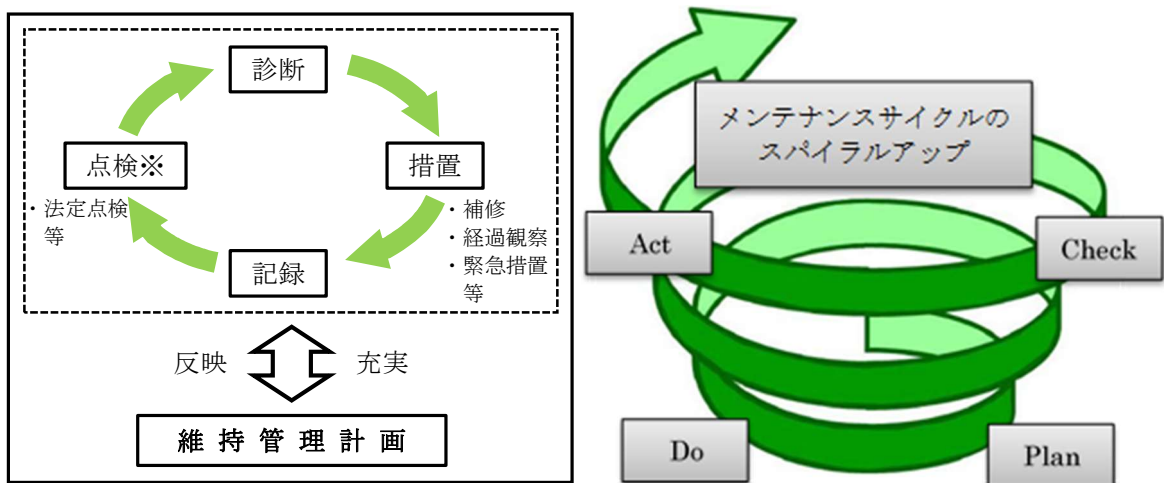 診断
点検※
・法定点検
等
措置
・補修
・経過観察
・緊急措置
等
記録
反映
充実
維持管理計画
メンテナンスサイクルの
スパイラルアップ
Act
Check
Do
Plan